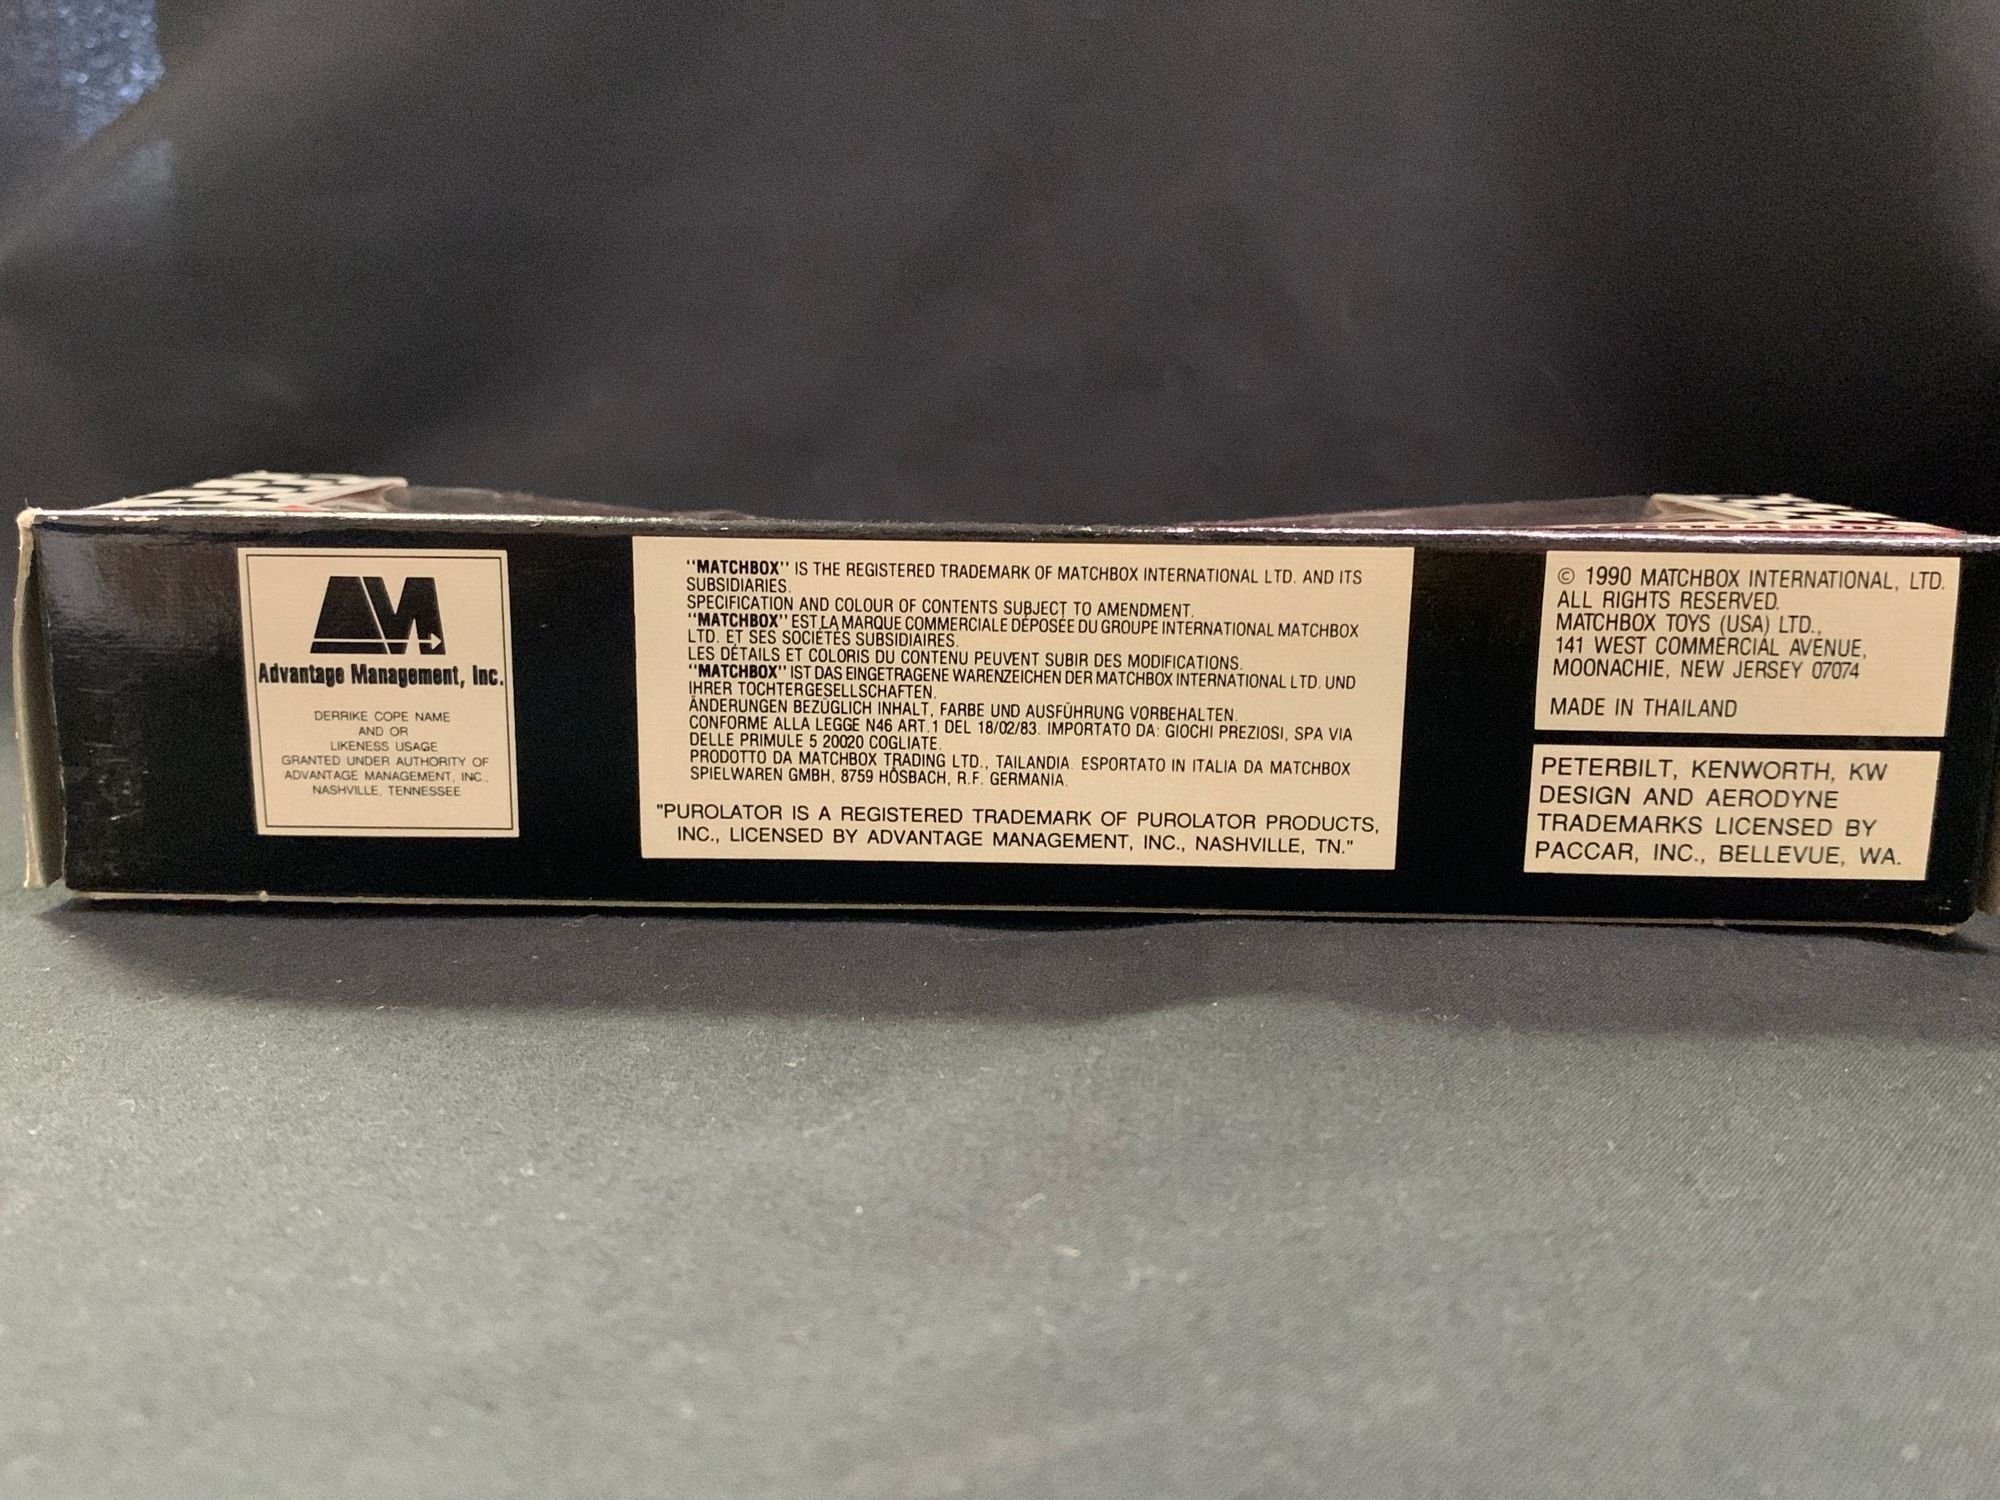 AM
Advantage Management, Inc.
DERRIKE COPE NAME
AND OR
LIKENESS USAGE
GRANTED UNDER AUTHORITY OF
ADVANTAGE MANAGEMENT, INC.,
NASHVILLE, TENNESSEE
"MATCHBOX" IS THE REGISTERED TRADEMARK OF MATCHBOX INTERNATIONAL LTD. AND ITS
SUBSIDIARIES.
SPECIFICATION AND COLOUR OF CONTENTS SUBJECT TO AMENDMENT.
"MATCHBOX" EST LA MARQUE COMMERCIALE DÉPOSÉE DU GROUPE INTERNATIONAL MATCHBOX
LTD. ET SES SOCIÉTÉS SUBSIDIAIRES.
LES DÉTAILS ET COLORIS DU CONTENU PEUVENT SUBIR DES MODIFICATIONS.
"MATCHBOX" IST DAS EINGETRAGENE WARENZEICHEN DER MATCHBOX INTERNATIONAL LTD. UND
IHRER TOCHTERGESELLSCHAFTEN.
ÄNDERUNGEN BEZÜGLICH INHALT, FARBE UND AUSFÜHRUNG VORBEHALTEN.
CONFORME ALLA LEGGE N46 ART.1 DEL 18/02/83. IMPORTATO DA: GIOCHI PREZIOSI, SPA VIA
DELLE PRIMULE 5 20020 COGLIATE.
PRODOTTO DA MATCHBOX TRADING LTD., TAILANDIA. ESPORTATO IN ITALIA DA MATCHBOX
SPIELWAREN GMBH, 8759 HÖSBACH, R.F. GERMANIA.
"PUROLATOR IS A REGISTERED TRADEMARK OF PUROLATOR PRODUCTS,
INC., LICENSED BY ADVANTAGE MANAGEMENT, INC., NASHVILLE, TN."
© 1990 MATCHBOX INTERNATIONAL, LTD.
ALL RIGHTS RESERVED.
MATCHBOX TOYS (USA) LTD.,
141 WEST COMMERCIAL AVENUE,
MOONACHIE, NEW JERSEY 07074
MADE IN THAILAND
PETERBILT, KENWORTH, KW
DESIGN AND AERODYNE
TRADEMARKS LICENSED BY
PACCAR, INC., BELLEVUE, WA.